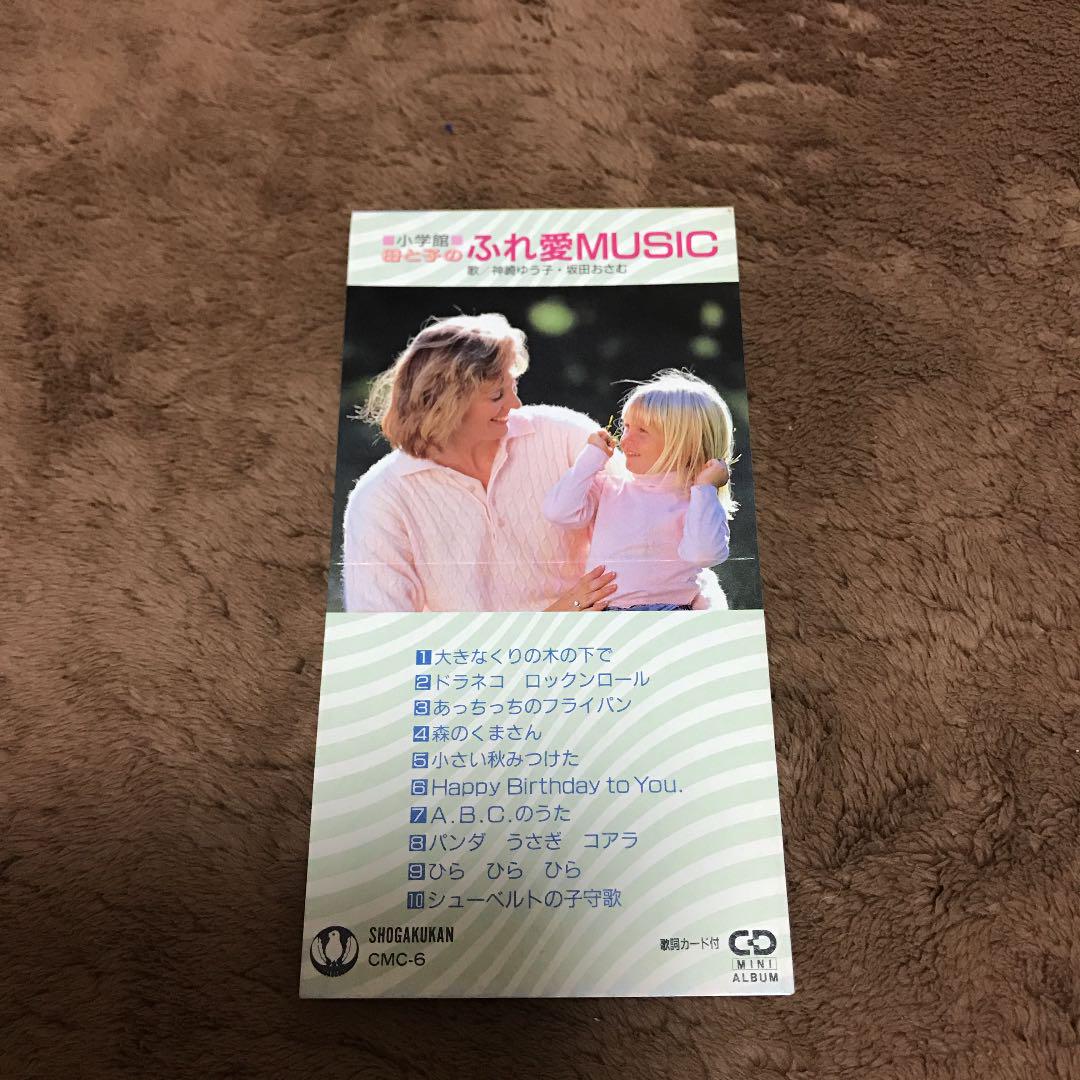 ■小学館■
母と子の ふれ愛MUSIC
歌／神崎ゆう子・坂田おさむ
1 大きなくりの木の下で
2 ドラネコ ロックンロール
3 あっちっちのフライパン
4 森のくまさん
5 小さい秋みつけた
6 Happy Birthday to You.
7 A.B.C.のうた
8 パンダ うさぎ コアラ
9 ひら ひら ひら
10 シューベルトの子守歌
SHOGAKUKAN
CMC-6
歌詞カード付
CD
MINI
ALBUM